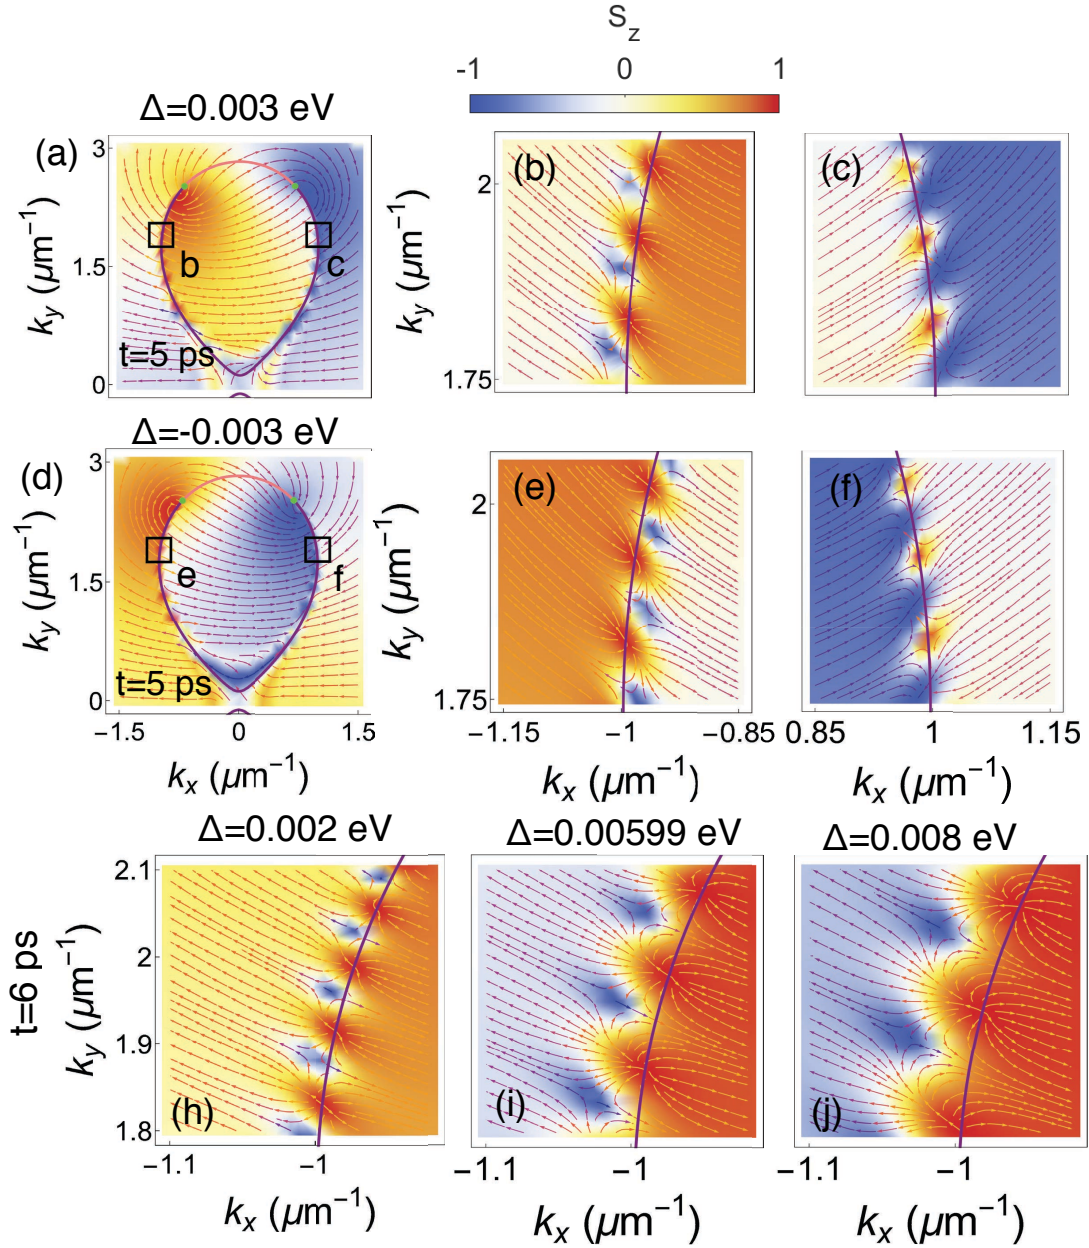 S_z
-1 0 1
Δ=0.003 eV
(a) (b) (c)
3
1.5
0
k_y (μm⁻¹)
b c
t=5 ps
2
1.75
k_y (μm⁻¹)
Δ=-0.003 eV
(d) (e) (f)
3
1.5
0
k_y (μm⁻¹)
e f
t=5 ps
-1.5 0 1.5
k_x (μm⁻¹)
2
1.75
k_y (μm⁻¹)
-1.15 -1 -0.85
k_x (μm⁻¹)
0.85 1 1.15
k_x (μm⁻¹)
Δ=0.002 eV Δ=0.00599 eV Δ=0.008 eV
t=6 ps
k_y (μm⁻¹)
2.1
2
1.9
1.8
(h) (i) (j)
-1.1 -1
-1.1 -1
-1.1 -1
k_x (μm⁻¹) k_x (μm⁻¹) k_x (μm⁻¹)